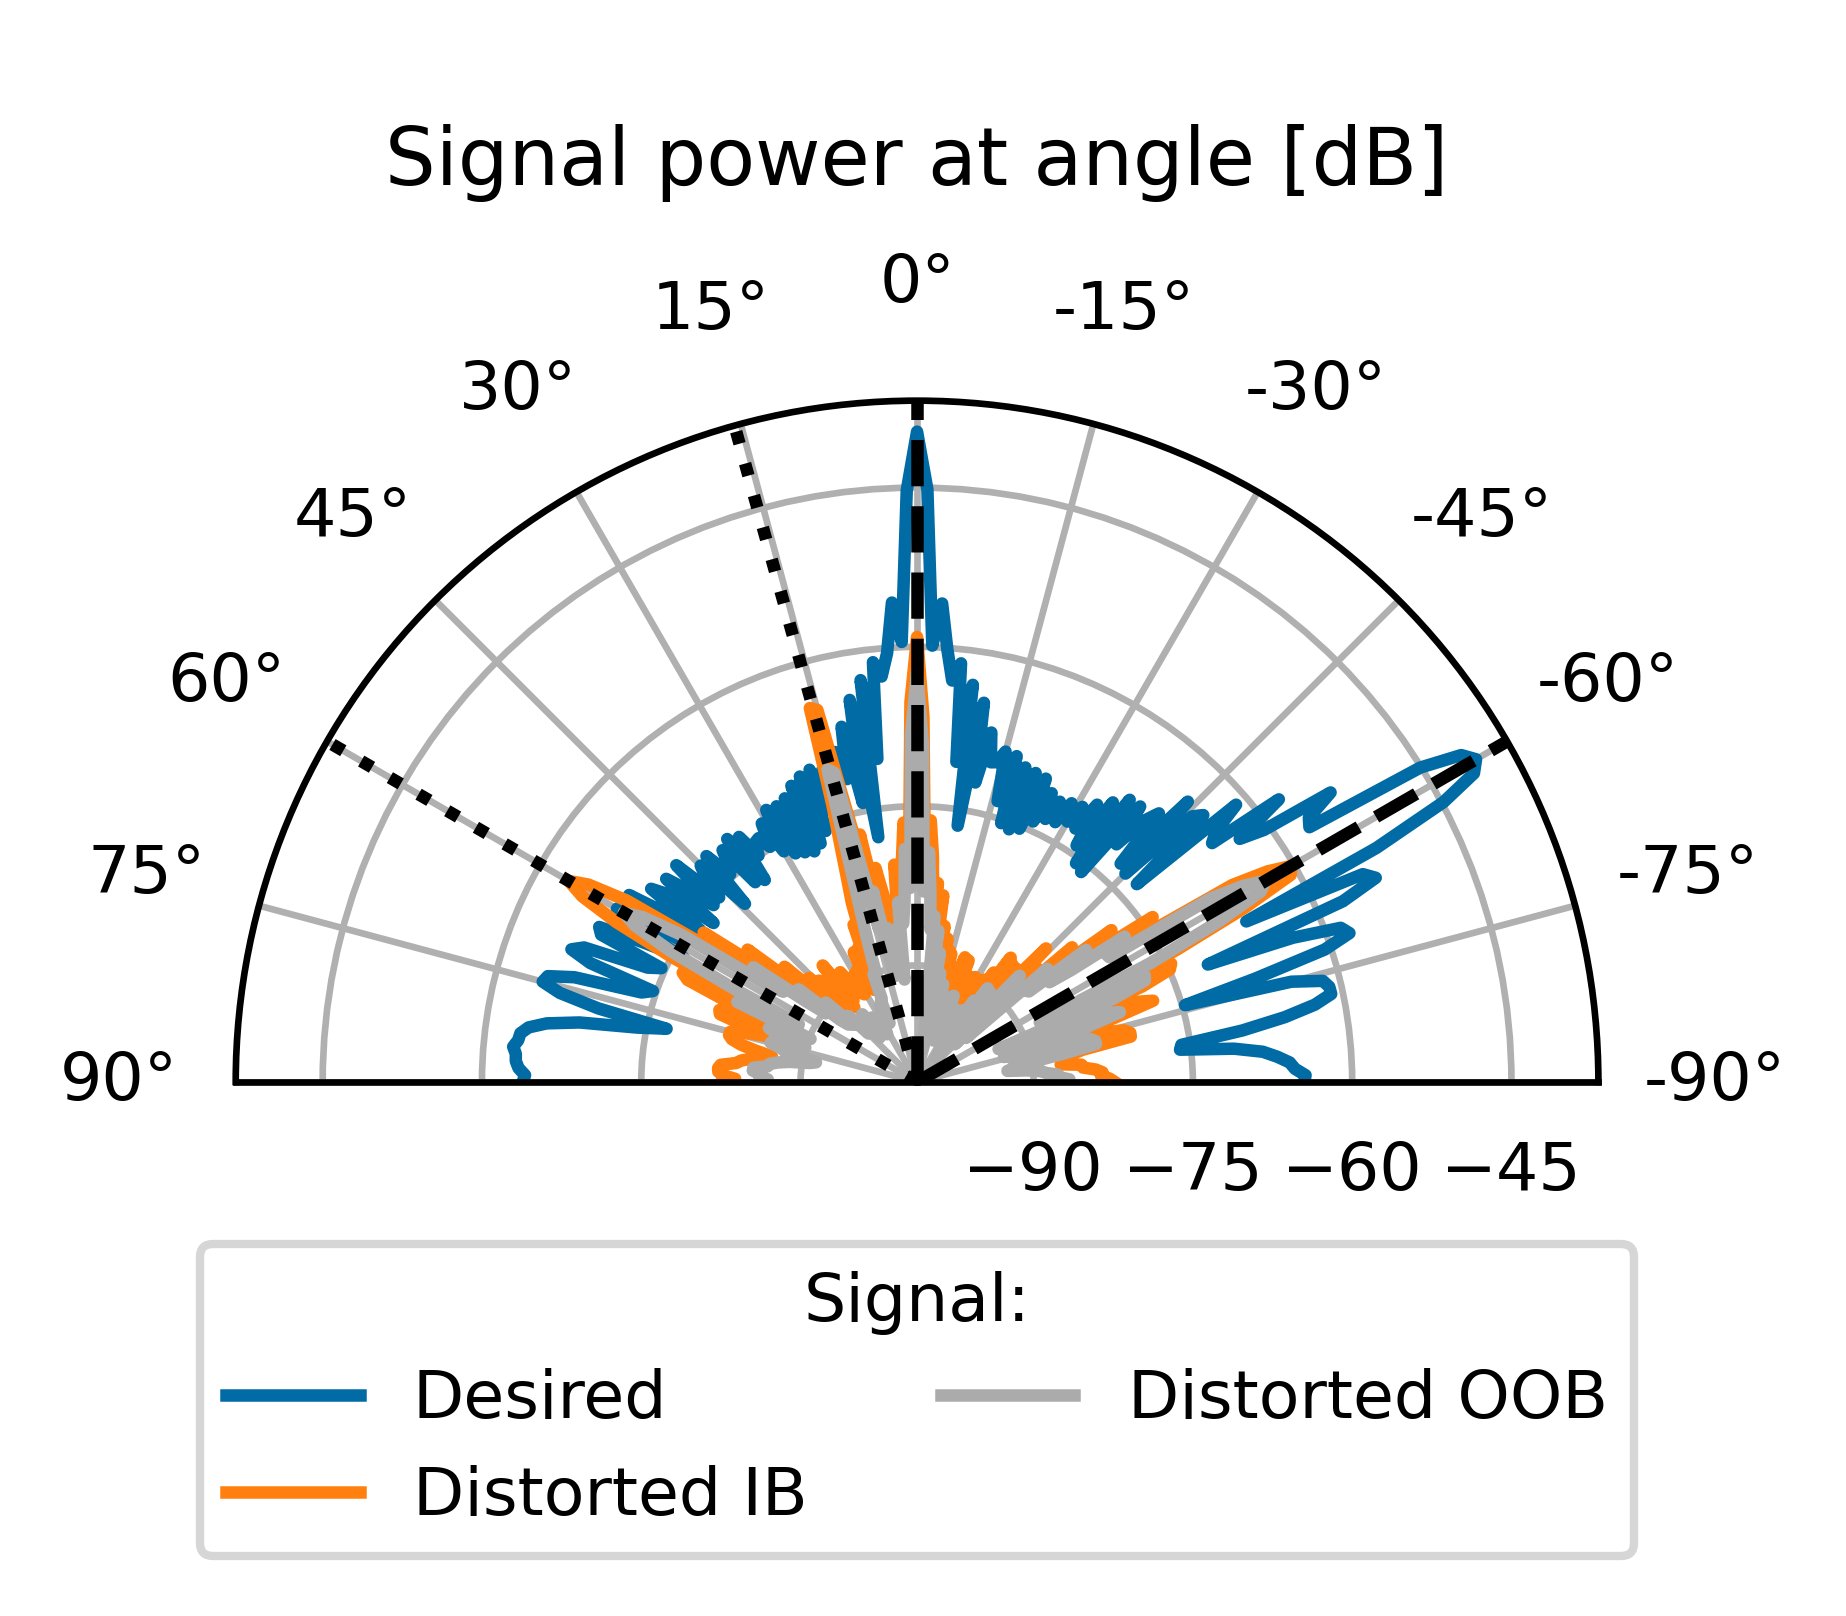 Signal power at angle [dB]
0°
15° -15°
30° -30°
45° -45°
60° -60°
75° -75°
90° -90°
−90 −75 −60 −45
Signal:
Desired Distorted OOB
Distorted IB